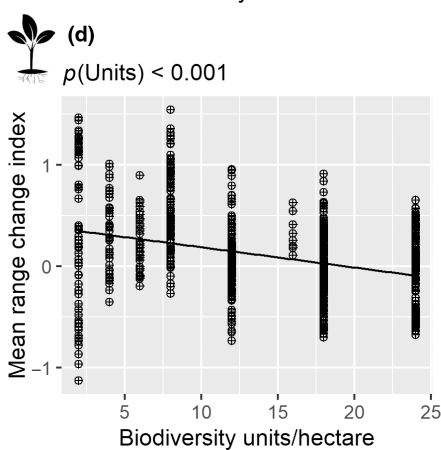 (d)
p(Units) < 0.001
Mean range change index
1
0
−1
5 10 15 20 25
Biodiversity units/hectare